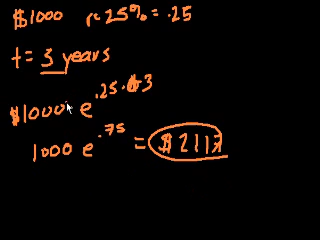 $1000 r=25% = .25
t = 3 years
$1000 e^.25·3
1000 e^.75 = $2117